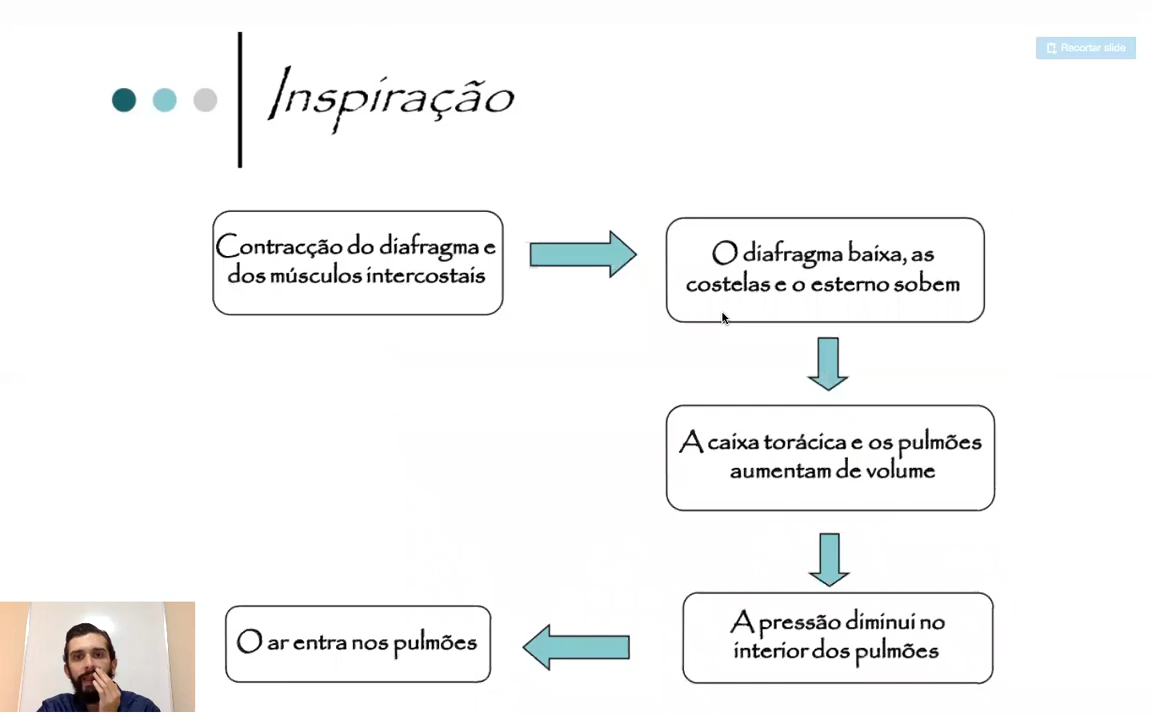 Recortar slide
Inspiração
Contracção do diafragma e
dos músculos intercostais
O diafragma baixa, as
costelas e o esterno sobem
A caixa torácica e os pulmões
aumentam de volume
A pressão diminui no
interior dos pulmões
O ar entra nos pulmões